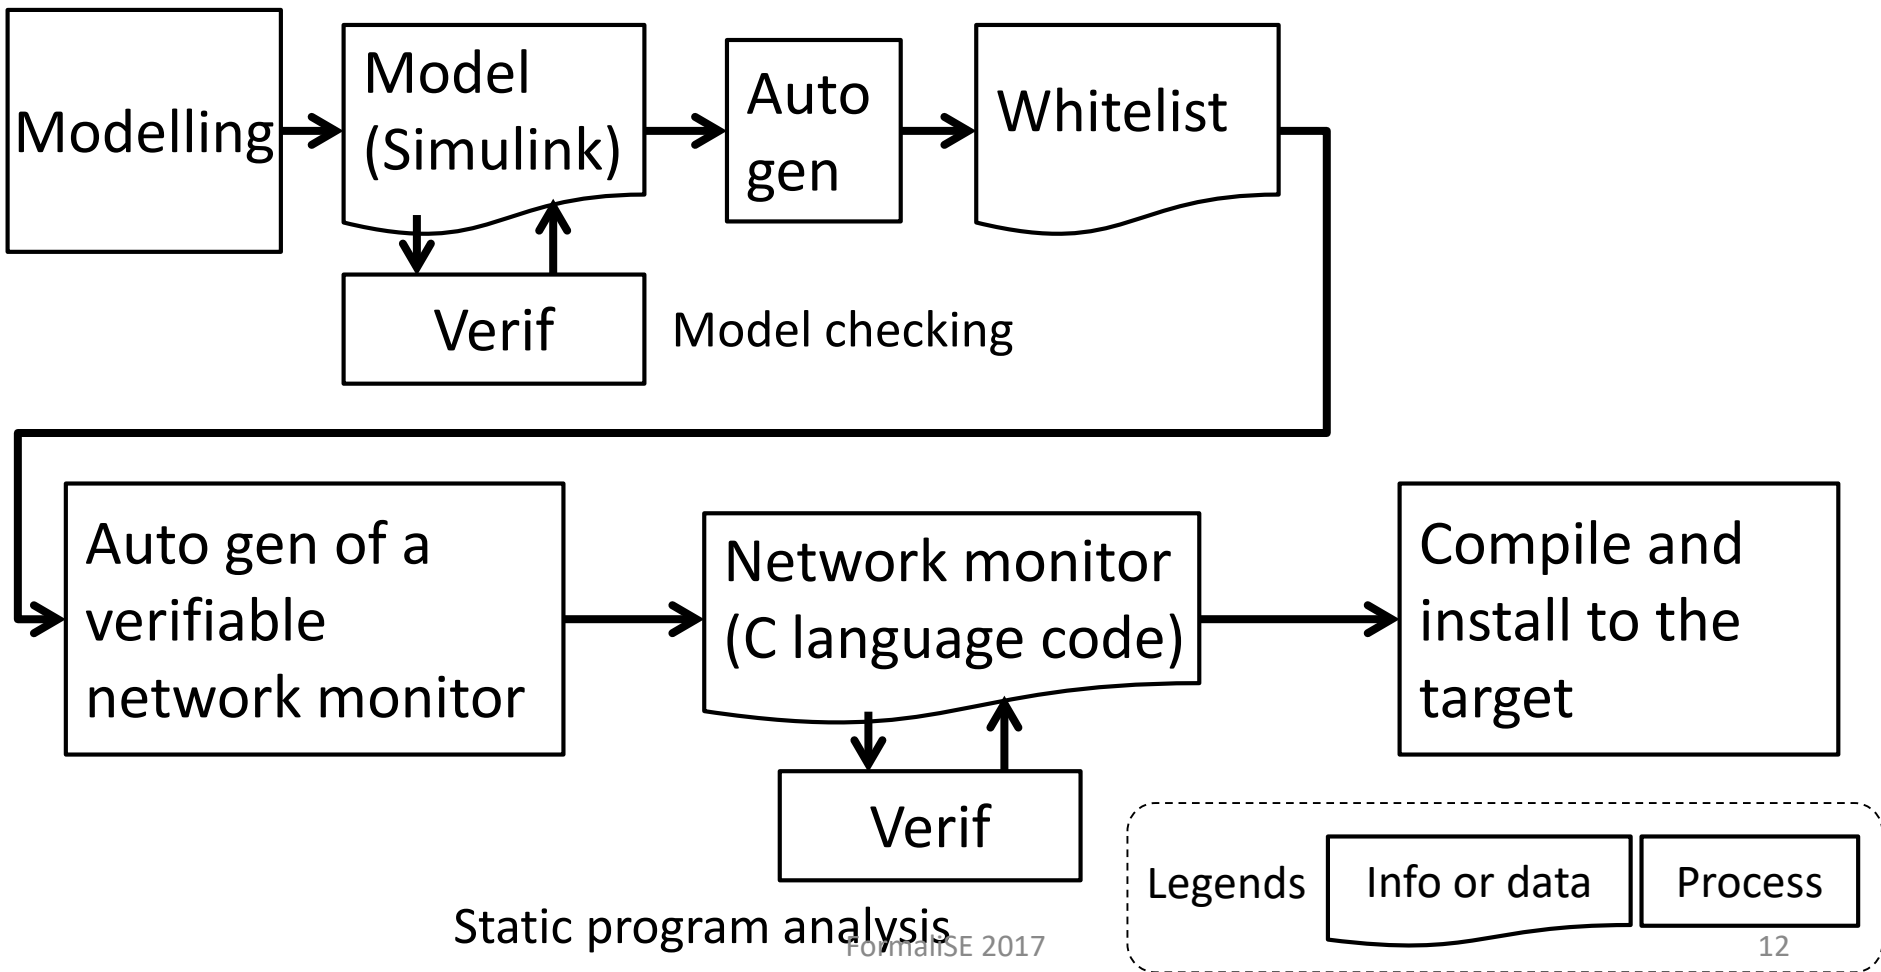 Modelling
Model
(Simulink)
Auto
gen
Whitelist
Verif
Model checking
Auto gen of a
verifiable
network monitor
Network monitor
(C language code)
Compile and
install to the
target
Verif
Static program analysis
Legends
Info or data
Process
FormaliSE 2017
12